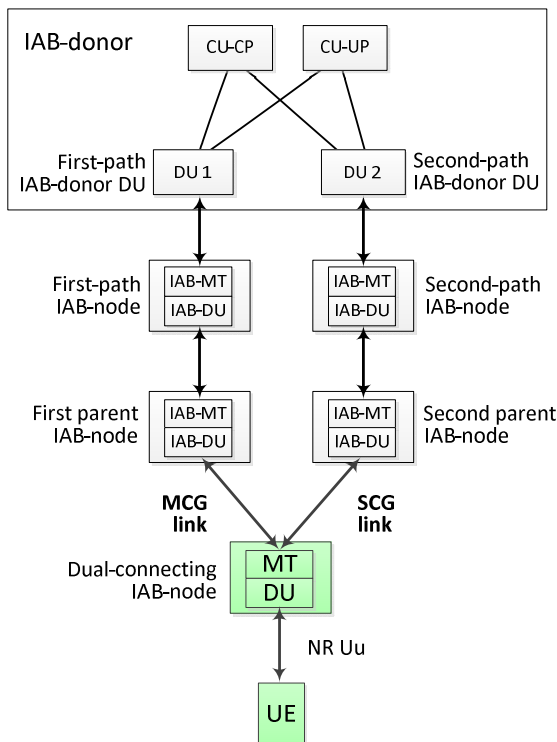 IAB-donor
CU-CP
CU-UP
First-path
IAB-donor DU
DU 1
DU 2
Second-path
IAB-donor DU
First-path
IAB-node
IAB-MT
IAB-DU
IAB-MT
IAB-DU
Second-path
IAB-node
First parent
IAB-node
IAB-MT
IAB-DU
IAB-MT
IAB-DU
Second parent
IAB-node
MCG
link
SCG
link
Dual-connecting
IAB-node
MT
DU
NR Uu
UE